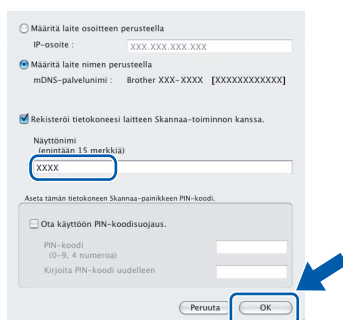 Määritä laite osoitteen perusteella
IP-osoite : XXX.XXX.XXX.XXX
Määritä laite nimen perusteella
mDNS-palvelunimi : Brother XXX-XXXX [XXXXXXXXXXXX]
Rekisteröi tietokoneesi laitteen Skannaa-toiminnon kanssa.
Näyttönimi
(enintään 15 merkkiä)
XXXX
Aseta tämän tietokoneen Skannaa-painikkeen PIN-koodi.
Ota käyttöön PIN-koodisuojaus.
PIN-koodi
(0-9, 4 numeroa)
Kirjoita PIN-koodi uudelleen
Peruuta OK